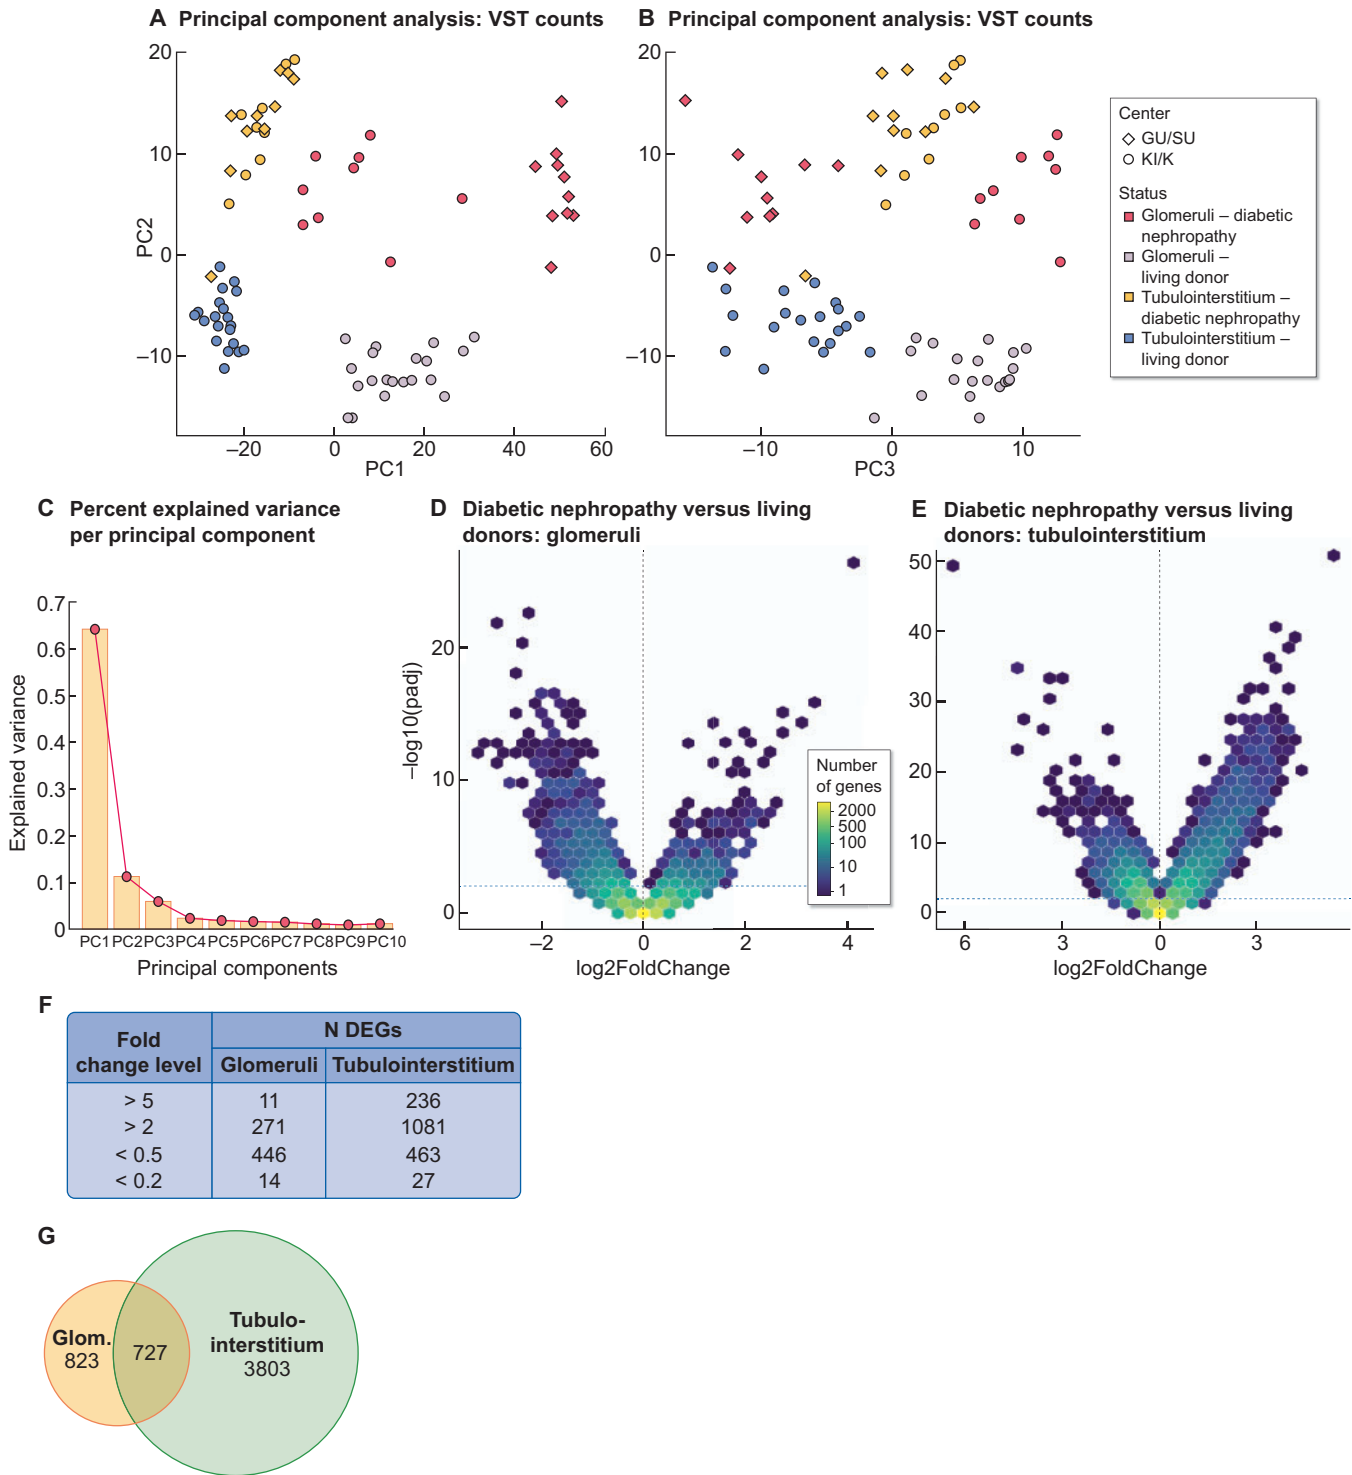 A Principal component analysis: VST counts
20
10
0
−10
PC2
−20
0
20
40
60
PC1
B Principal component analysis: VST counts
20
10
0
−10
−10
0
10
PC3
Center
GU/SU
KI/K
Status
Glomeruli – diabetic
nephropathy
Glomeruli –
living donor
Tubulointerstitium –
diabetic nephropathy
Tubulointerstitium –
living donor
C Percent explained variance
per principal component
0.7
0.6
0.5
0.4
0.3
0.2
0.1
0
Explained variance
PC1 PC2 PC3 PC4 PC5 PC6 PC7 PC8 PC9 PC10
Principal components
D Diabetic nephropathy versus living
donors: glomeruli
20
10
0
−log10(padj)
−2
0
2
4
log2FoldChange
Number
of genes
2000
500
100
10
1
E Diabetic nephropathy versus living
donors: tubulointerstitium
50
40
30
20
10
0
6
3
0
3
log2FoldChange
F
Fold
change level
N DEGs
Glomeruli Tubulointerstitium
> 5 11 236
> 2 271 1081
< 0.5 446 463
< 0.2 14 27
G
Glom.
823
727
Tubulo-
interstitium
3803